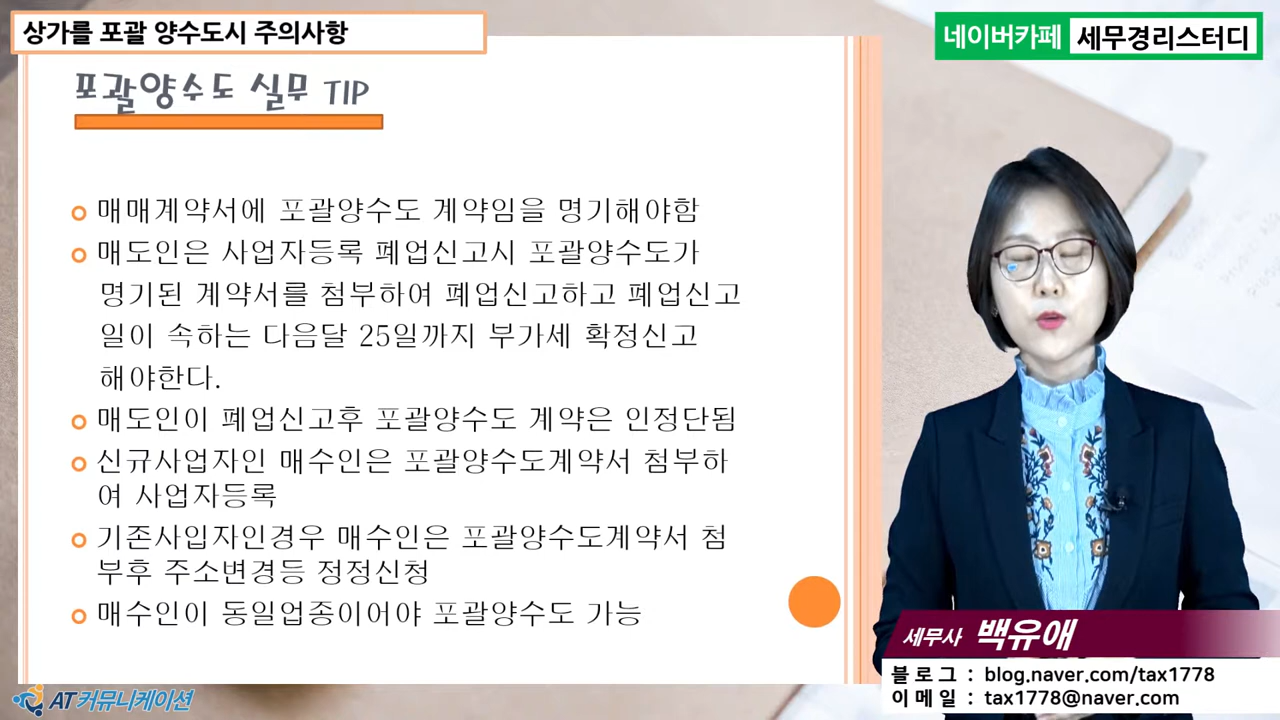 상가를 포괄 양수도시 주의사항
네이버카페 세무경리스터디
포괄양수도 실무 TIP
매매계약서에 포괄양수도 계약임을 명기해야함
매도인은 사업자등록 폐업신고시 포괄양수도가
명기된 계약서를 첨부하여 폐업신고하고 폐업신고
일이 속하는 다음달 25일까지 부가세 확정신고
해야한다.
매도인이 폐업신고후 포괄양수도 계약은 인정단됨
신규사업자인 매수인은 포괄양수도계약서 첨부하
여 사업자등록
기존사입자인경우 매수인은 포괄양수도계약서 첨
부후 주소변경등 정정신청
매수인이 동일업종이어야 포괄양수도 가능
세무사 백유애
블로그 : blog.naver.com/tax1778
이메일 : tax1778@naver.com
AT커뮤니케이션